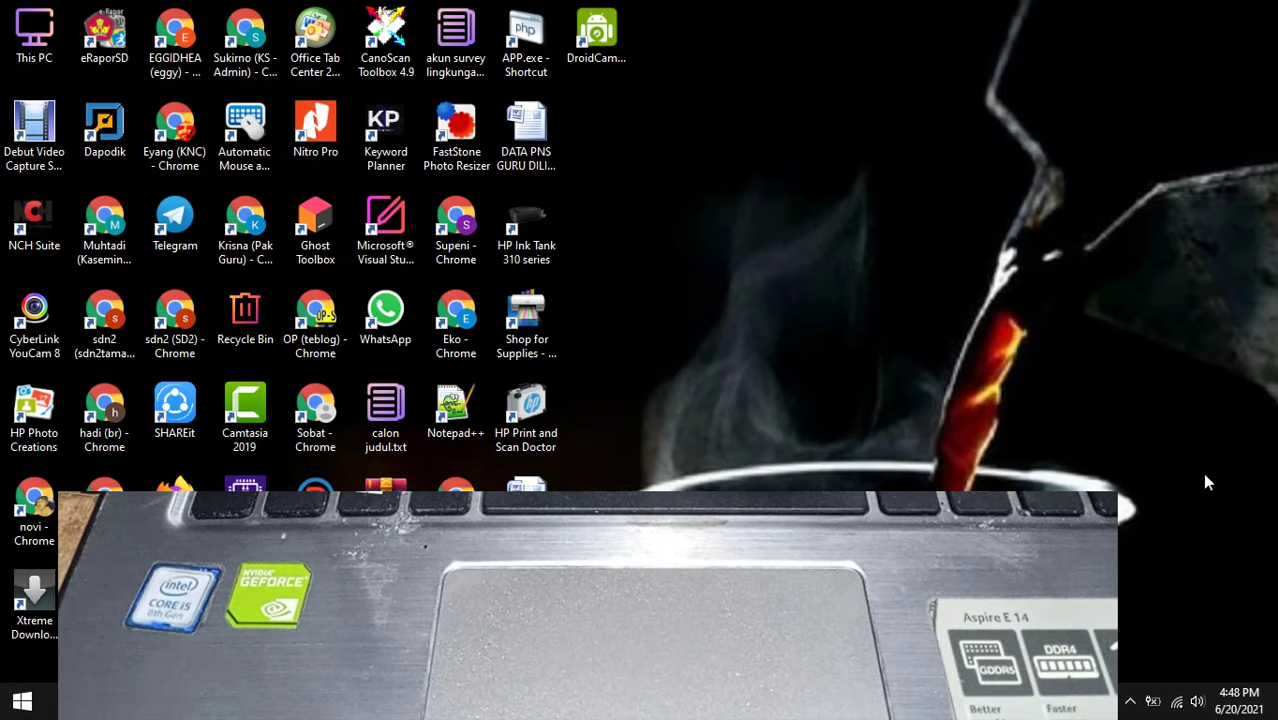 This PC
eRaporSD
EGGIDHEA
(eggy) - ...
Sukirno (KS -
Admin) - C...
Office Tab
Center 2...
CanoScan
Toolbox 4.9
akun survey
lingkunga...
php
APP.exe -
Shortcut
DroidCam...
Debut Video
Capture S...
Dapodik
Eyang (KNC)
- Chrome
Automatic
Mouse a...
Nitro Pro
KP
Keyword
Planner
FastStone
Photo Resizer
DATA PNS
GURU DILI...
NCH
NCH Suite
M
Muhtadi
(Kasemin...
Telegram
K
Krisna (Pak
Guru) - C...
Ghost
Toolbox
Microsoft®
Visual Stu...
S
Supeni -
Chrome
HP Ink Tank
310 series
CyberLink
YouCam 8
s
sdn2
(sdn2tama...
s
sdn2 (SD2) -
Chrome
Recycle Bin
OP-S
OP (teblog) -
Chrome
WhatsApp
E
Eko -
Chrome
Shop for
Supplies - ...
HP Photo
Creations
h
hadi (br) -
Chrome
SHAREit
Camtasia
2019
Sobat -
Chrome
calon
judul.txt
Notepad++
hp
HP Print and
Scan Doctor
novi -
Chrome
Xtreme
Downlo...
intel
CORE i5
8th Gen
NVIDIA
GEFORCE
Aspire E 14
GDDR5
DDR4
Better
Faster
4:48 PM
6/20/2021